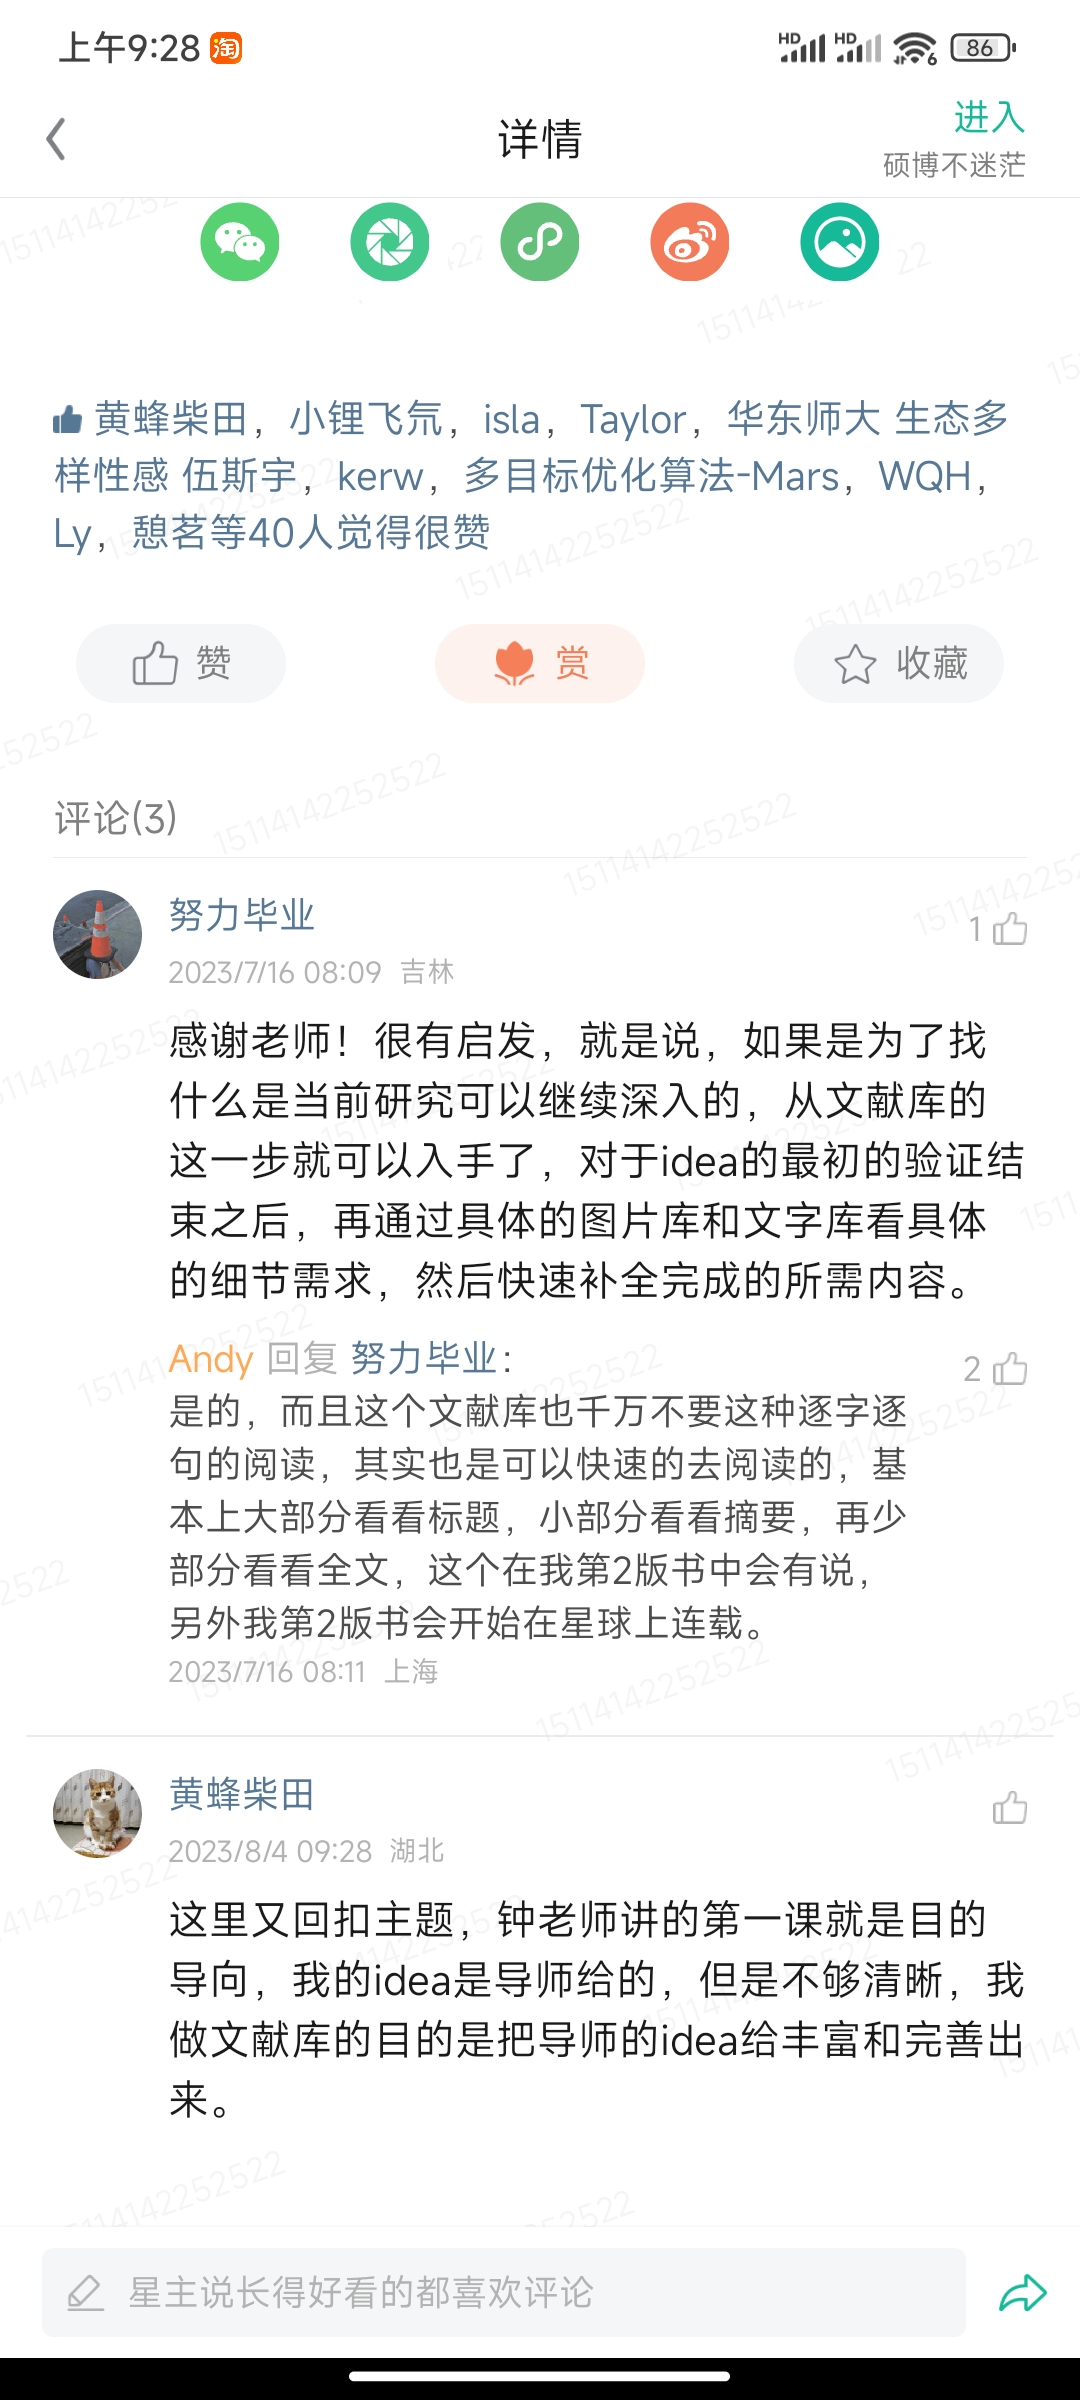 上午9:28 淘
HD HD 6 86
详情
进入
硕博不迷茫
黄蜂柴田，小锂飞氘，isla，Taylor，华东师大 生态多
样性感 伍斯宇，kerw，多目标优化算法-Mars，WQH，
Ly，憩茗等40人觉得很赞
赞
赏
收藏
评论(3)
努力毕业
1
2023/7/16 08:09 吉林
感谢老师！很有启发，就是说，如果是为了找
什么是当前研究可以继续深入的，从文献库的
这一步就可以入手了，对于idea的最初的验证结
束之后，再通过具体的图片库和文字库看具体
的细节需求，然后快速补全完成的所需内容。
Andy 回复 努力毕业：
2
是的，而且这个文献库也千万不要这种逐字逐
句的阅读，其实也是可以快速的去阅读的，基
本上大部分看看标题，小部分看看摘要，再少
部分看看全文，这个在我第2版书中会有说，
另外我第2版书会开始在星球上连载。
2023/7/16 08:11 上海
黄蜂柴田
2023/8/4 09:28 湖北
这里又回扣主题，钟老师讲的第一课就是目的
导向，我的idea是导师给的，但是不够清晰，我
做文献库的目的是把导师的idea给丰富和完善出
来。
星主说长得好看的都喜欢评论
15114142252522